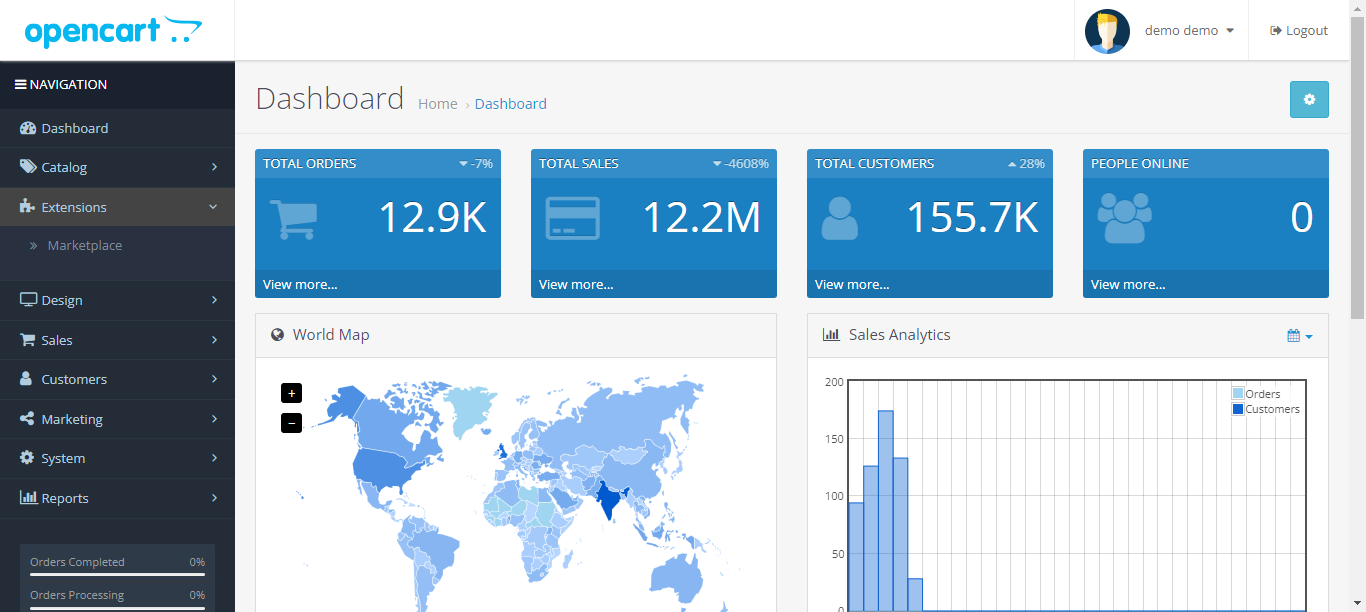 opencart
demo demo
Logout
NAVIGATION
Dashboard
Catalog
Extensions
Marketplace
Design
Sales
Customers
Marketing
System
Reports
Orders Completed 0%
Orders Processing 0%
Dashboard Home › Dashboard
TOTAL ORDERS -7%
12.9K
View more...
TOTAL SALES -4608%
12.2M
View more...
TOTAL CUSTOMERS 28%
155.7K
View more...
PEOPLE ONLINE
0
View more...
World Map
+
−
Sales Analytics
200
150
100
50
0
Orders
Customers